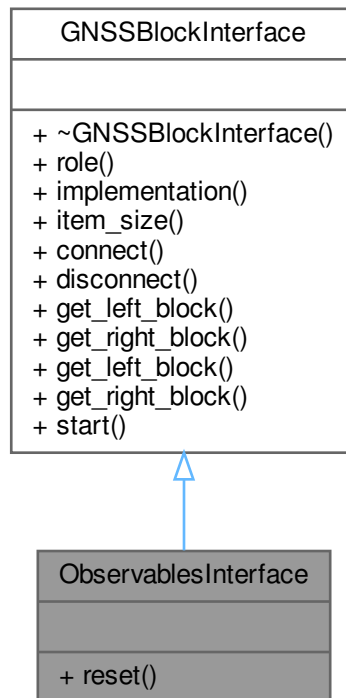 GNSSBlockInterface
+ ~GNSSBlockInterface()
+ role()
+ implementation()
+ item_size()
+ connect()
+ disconnect()
+ get_left_block()
+ get_right_block()
+ get_left_block()
+ get_right_block()
+ start()
ObservablesInterface
+ reset()